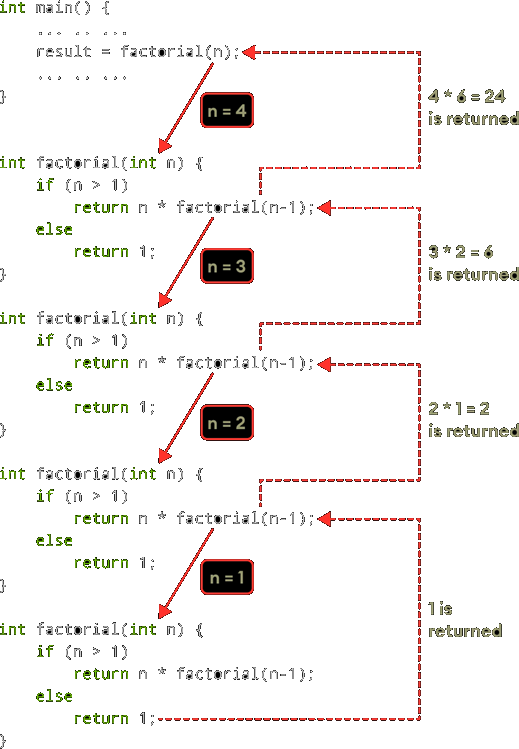 int main() {
... .. ...
result = factorial(n);
... .. ...
}
4 * 6 = 24
is returned
n = 4
int factorial(int n) {
if (n > 1)
return n * factorial(n-1);
else
return 1;
}
3 * 2 = 6
is returned
n = 3
int factorial(int n) {
if (n > 1)
return n * factorial(n-1);
else
return 1;
}
2 * 1 = 2
is returned
n = 2
int factorial(int n) {
if (n > 1)
return n * factorial(n-1);
else
return 1;
}
n = 1
1 is
returned
int factorial(int n) {
if (n > 1)
return n * factorial(n-1);
else
return 1;
}